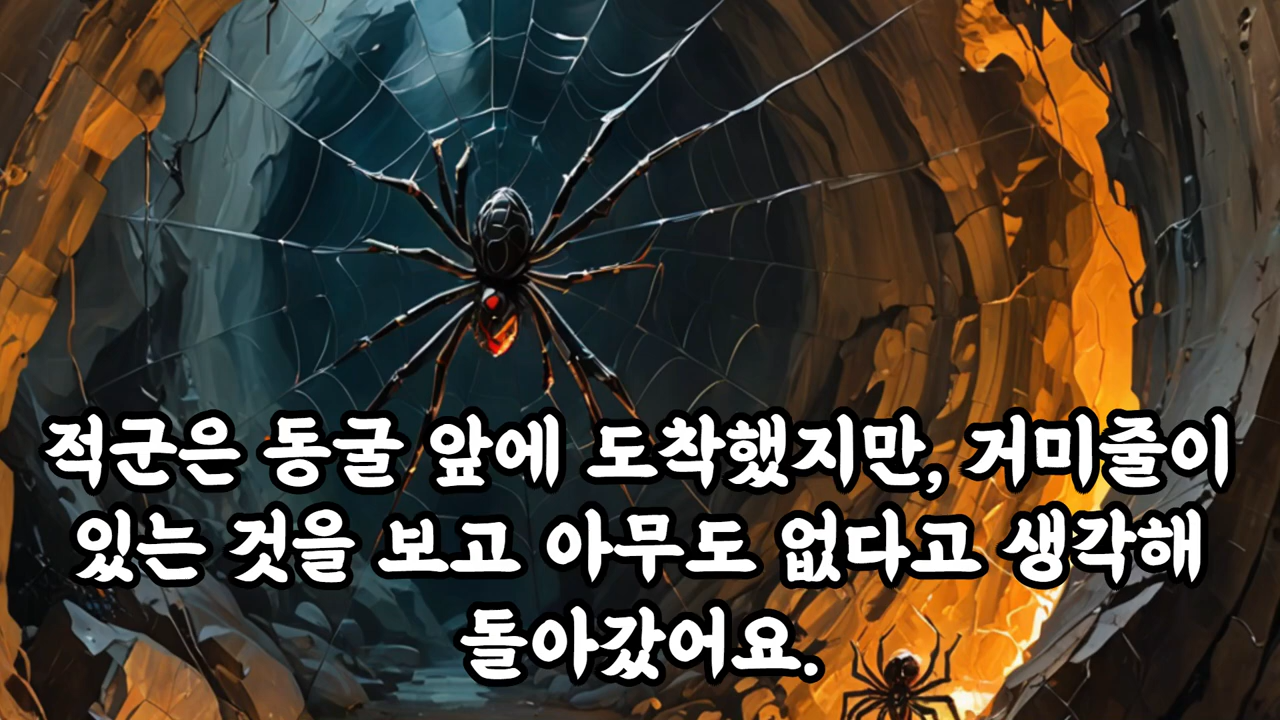 적군은 동굴 앞에 도착했지만, 거미줄이
있는 것을 보고 아무도 없다고 생각해
돌아갔어요.